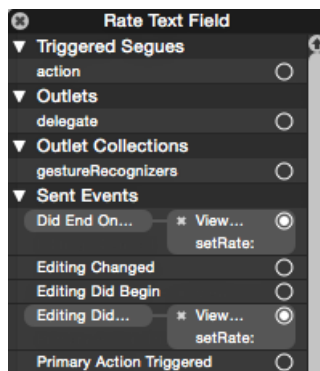 Rate Text Field
Triggered Segues
action
Outlets
delegate
Outlet Collections
gestureRecognizers
Sent Events
Did End On... View...
setRate:
Editing Changed
Editing Did Begin
Editing Did... View...
setRate:
Primary Action Triggered